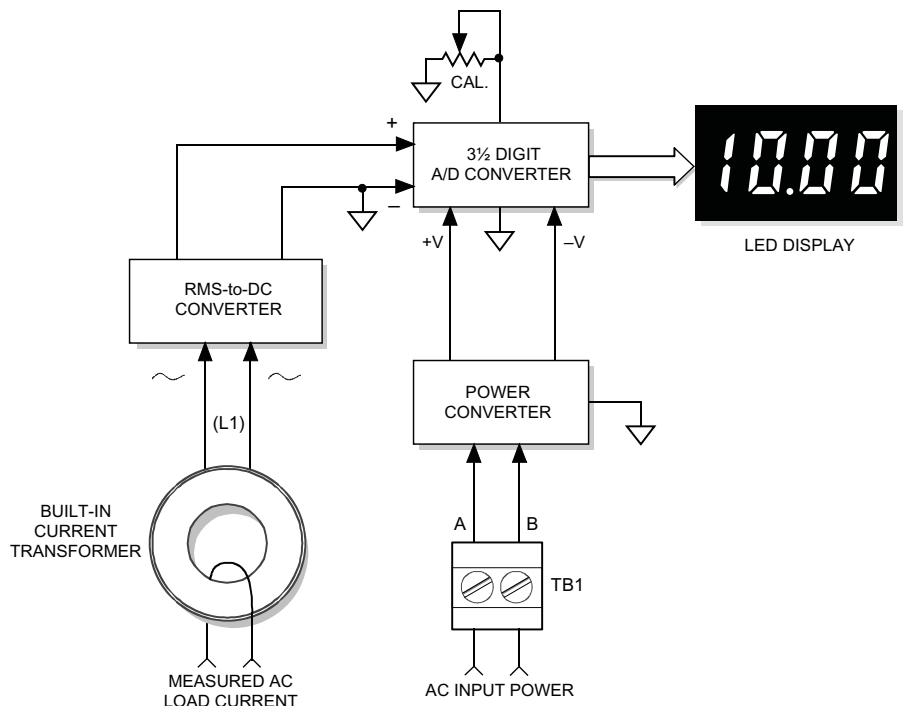 CAL.
+
3½ DIGIT
A/D CONVERTER
–
10.00
LED DISPLAY
+V
–V
RMS-to-DC
CONVERTER
POWER
CONVERTER
(L1)
BUILT-IN
CURRENT
TRANSFORMER
A
B
TB1
MEASURED AC
LOAD CURRENT
AC INPUT POWER